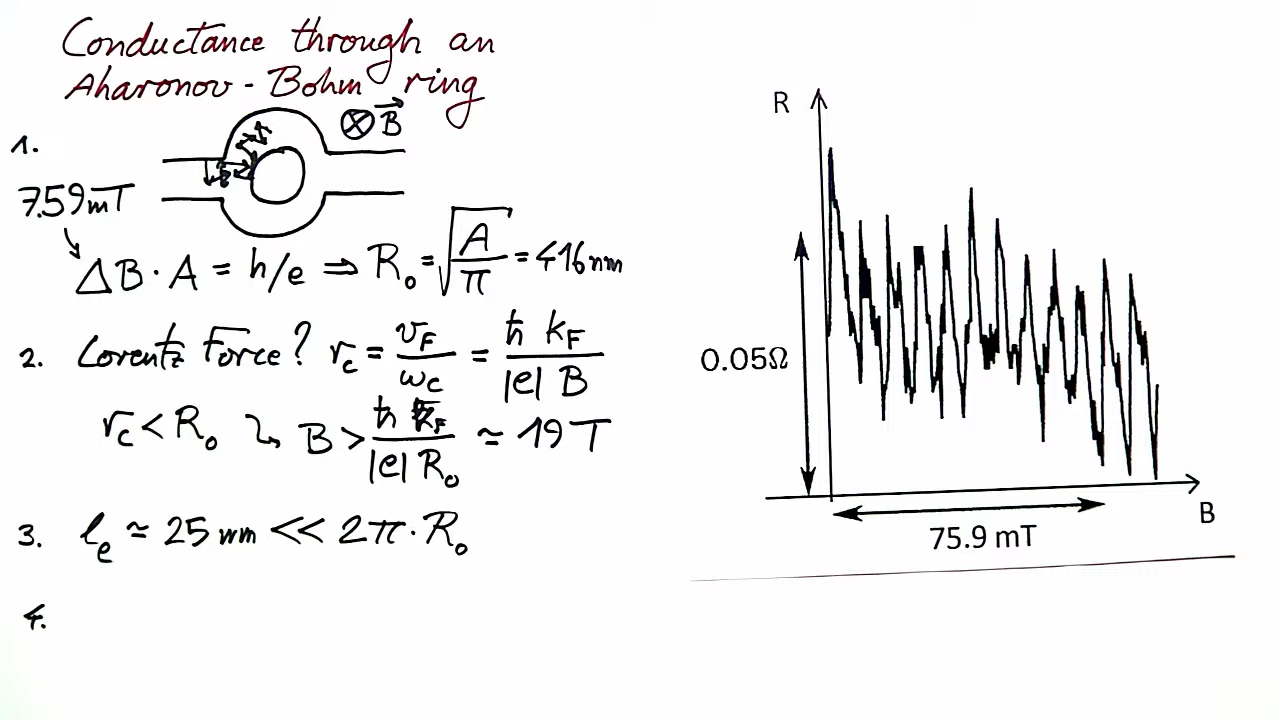 Conductance through an
Aharonov - Bohm ring
1.
⊗ B⃗
7.59mT
ΔB · A = h/e ⇒ R₀ = √(A/π) = 416nm
2. Lorentz Force? r_c = v_F/ω_c = ħ k_F/|e| B
r_c < R₀ ↳ B > ħ k_F/|e| R₀ ≃ 19 T
3. ℓ_e ≃ 25 nm << 2π · R₀
4.
R
0.05Ω
75.9 mT
B